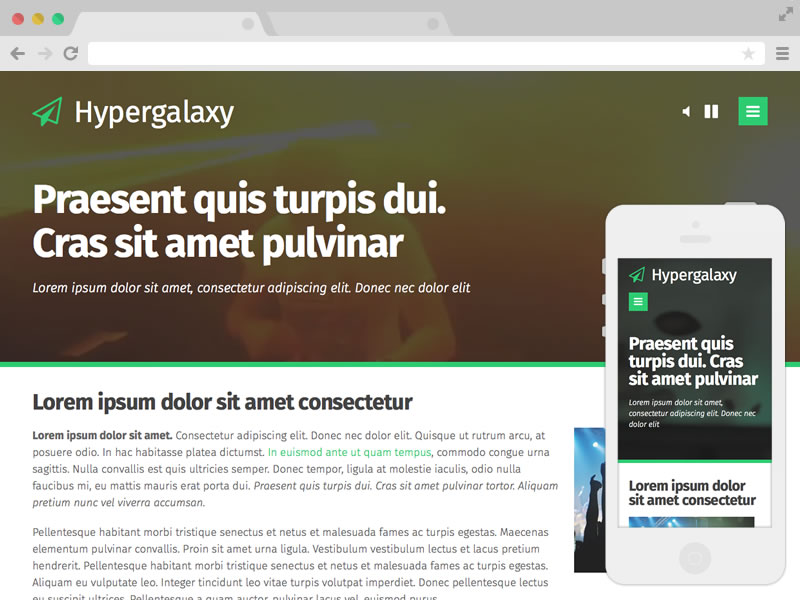 Hypergalaxy
Praesent quis turpis dui.
Cras sit amet pulvinar
Lorem ipsum dolor sit amet, consectetur adipiscing elit. Donec nec dolor elit
Lorem ipsum dolor sit amet consectetur
Lorem ipsum dolor sit amet. Consectetur adipiscing elit. Donec nec dolor elit. Quisque ut rutrum arcu, at
posuere odio. In hac habitasse platea dictumst. In euismod ante ut quam tempus, commodo congue urna
sagittis. Nulla convallis est quis ultricies semper. Donec tempor, ligula at molestie iaculis, odio nulla
faucibus mi, eu mattis mauris erat porta dui. Praesent quis turpis dui. Cras sit amet pulvinar tortor. Aliquam
pretium nunc vel viverra accumsan.
Pellentesque habitant morbi tristique senectus et netus et malesuada fames ac turpis egestas. Maecenas
elementum pulvinar convallis. Proin sit amet urna ligula. Vestibulum vestibulum lectus et lacus pretium
hendrerit. Pellentesque habitant morbi tristique senectus et netus et malesuada fames ac turpis egestas.
Aliquam eu vulputate leo. Integer tincidunt leo vitae turpis volutpat imperdiet. Donec pellentesque lectus
eu suscipit ultrices. Pellentesque a quam auctor, pulvinar lacus vel, euismod purus.
Hypergalaxy
Praesent quis
turpis dui. Cras
sit amet pulvinar
Lorem ipsum dolor sit amet,
consectetur adipiscing elit. Donec nec
dolor elit
Lorem ipsum dolor
sit amet consectetur